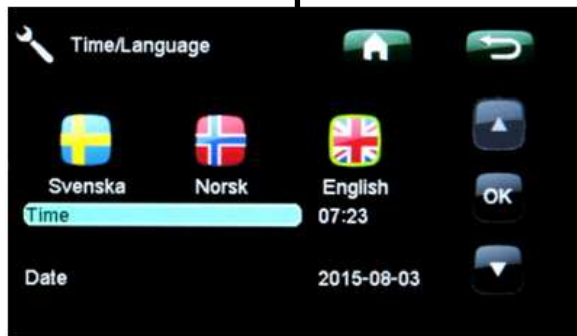 Time/Language
Svenska Norsk English
OK
Time 07:23
Date 2015-08-03